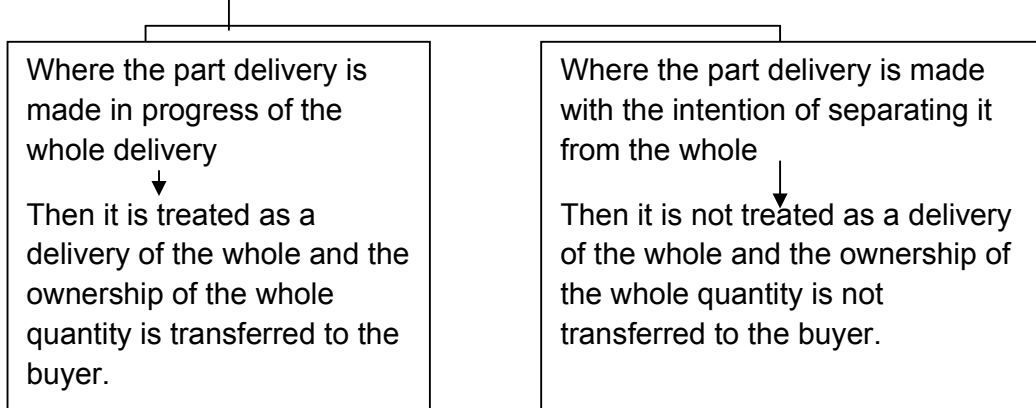 Where the part delivery is
made in progress of the
whole delivery
Then it is treated as a
delivery of the whole and the
ownership of the whole
quantity is transferred to the
buyer.
Where the part delivery is made
with the intention of separating it
from the whole
Then it is not treated as a delivery
of the whole and the ownership of
the whole quantity is not
transferred to the buyer.